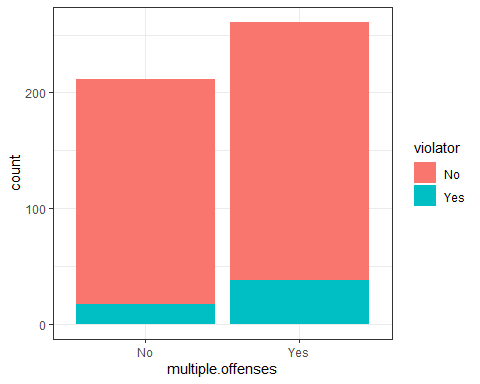 count
200
100
0
No
Yes
multiple.offenses
violator
No
Yes